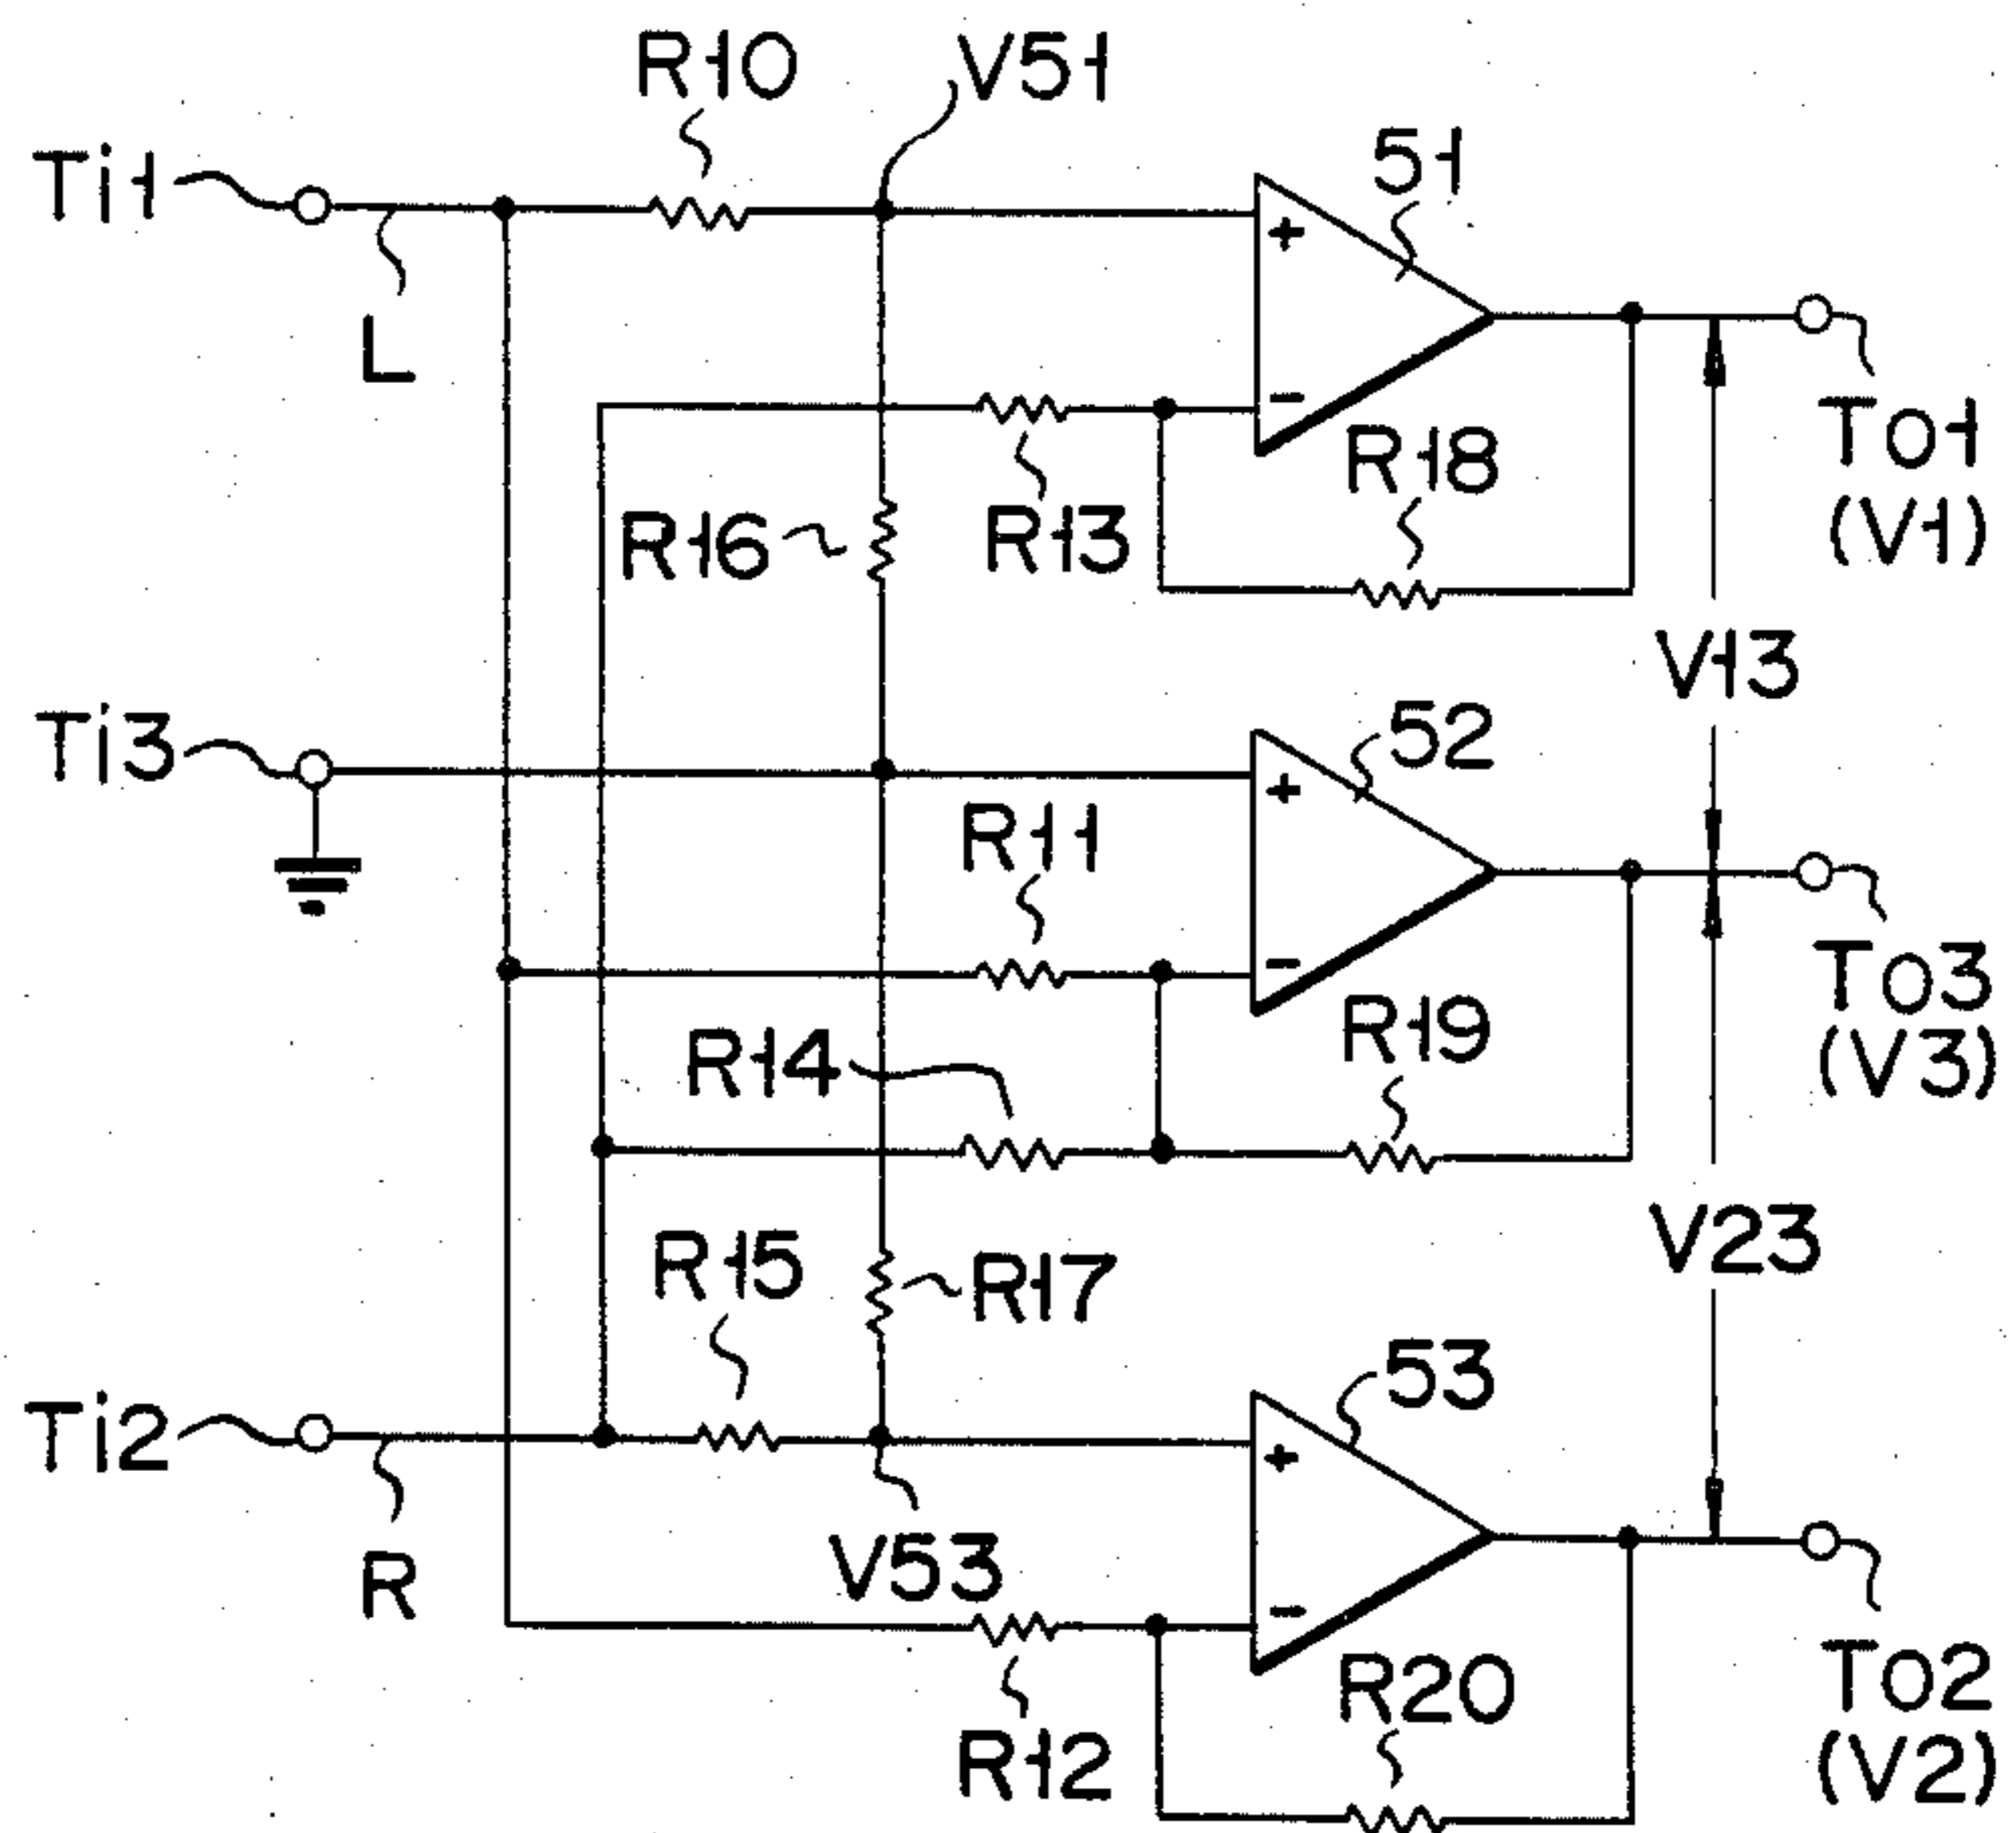 R10
V51
Ti1
51
L
+
−
To1
(V1)
R18
R16
R13
V13
Ti3
52
+
R11
−
To3
(V3)
R19
R14
V23
R15
R17
53
Ti2
+
V53
R
−
To2
(V2)
R20
R12